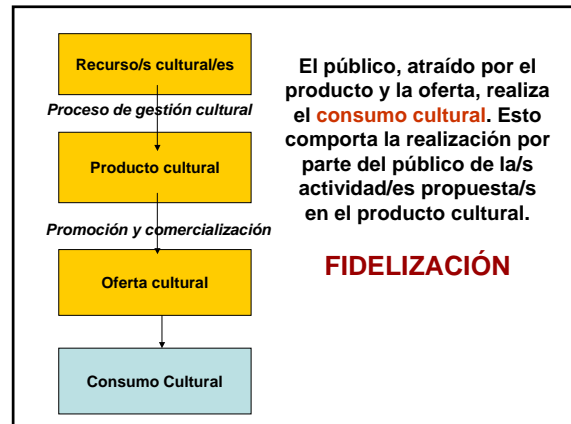 Recurso/s cultural/es
Proceso de gestión cultural
Producto cultural
Promoción y comercialización
Oferta cultural
Consumo Cultural
El público, atraído por el
producto y la oferta, realiza
el consumo cultural. Esto
comporta la realización por
parte del público de la/s
actividad/es propuesta/s
en el producto cultural.
FIDELIZACIÓN